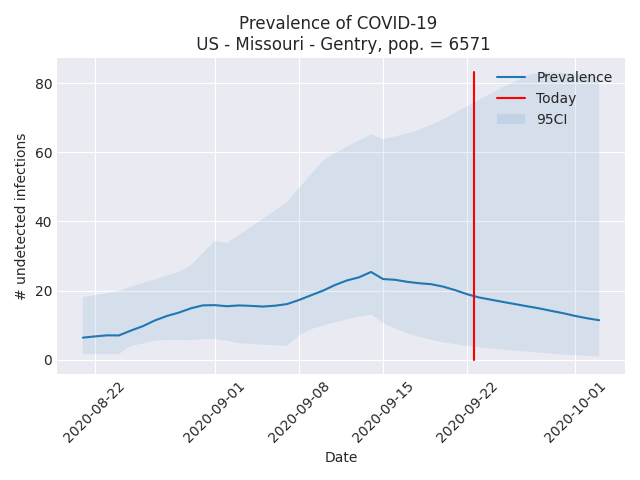 Prevalence of COVID-19
US - Missouri - Gentry, pop. = 6571
Prevalence
Today
95CI
# undetected infections
80
60
40
20
0
2020-08-22
2020-09-01
2020-09-08
2020-09-15
2020-09-22
2020-10-01
Date